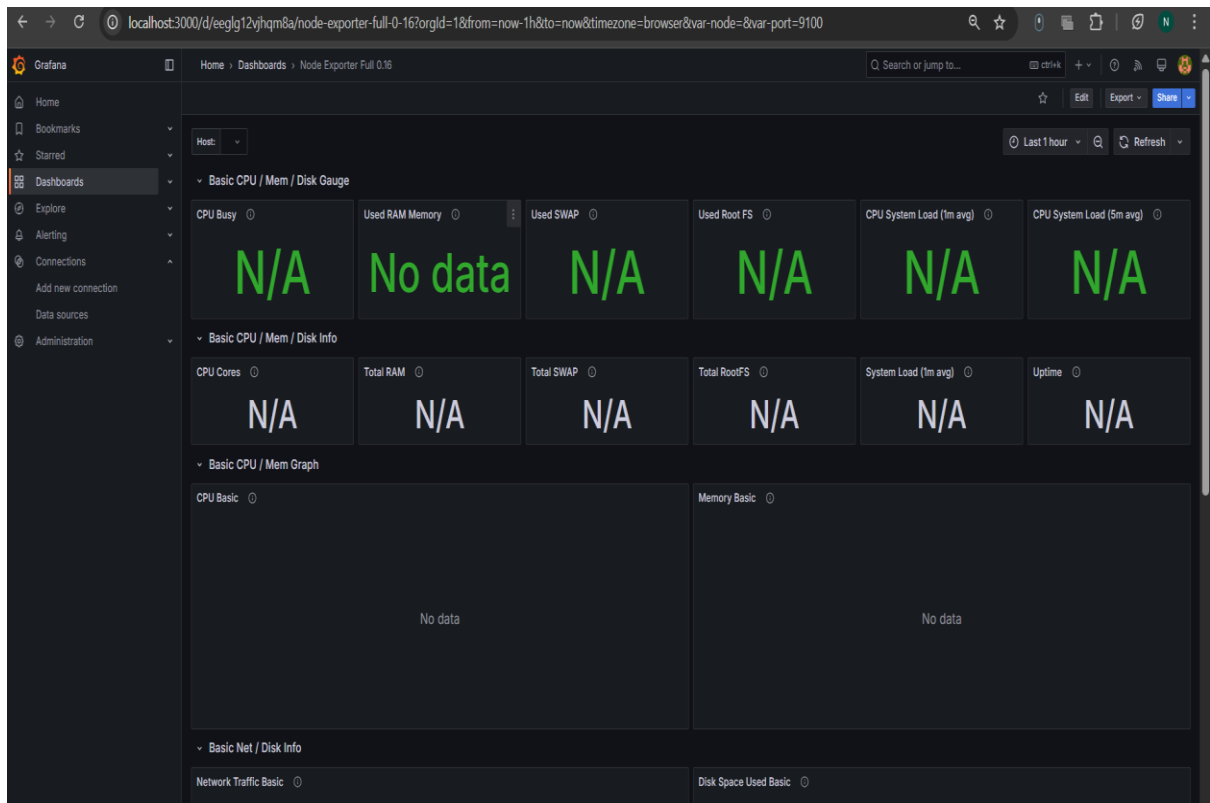 localhost:3000/d/eeglg12vjhqm8a/node-exporter-full-0-16?orgId=1&from=now-1h&to=now&timezone=browser&var-node=&var-port=9100
N
Grafana
Home › Dashboards › Node Exporter Full 0.16
Search or jump to...
ctrl+k
Home
Bookmarks
Starred
Dashboards
Explore
Alerting
Connections
Add new connection
Data sources
Administration
Edit
Export
Share
Host:
Last 1 hour
Refresh
Basic CPU / Mem / Disk Gauge
CPU Busy
N/A
Used RAM Memory
No data
Used SWAP
N/A
Used Root FS
N/A
CPU System Load (1m avg)
N/A
CPU System Load (5m avg)
N/A
Basic CPU / Mem / Disk Info
CPU Cores
N/A
Total RAM
N/A
Total SWAP
N/A
Total RootFS
N/A
System Load (1m avg)
N/A
Uptime
N/A
Basic CPU / Mem Graph
CPU Basic
No data
Memory Basic
No data
Basic Net / Disk Info
Network Traffic Basic
Disk Space Used Basic